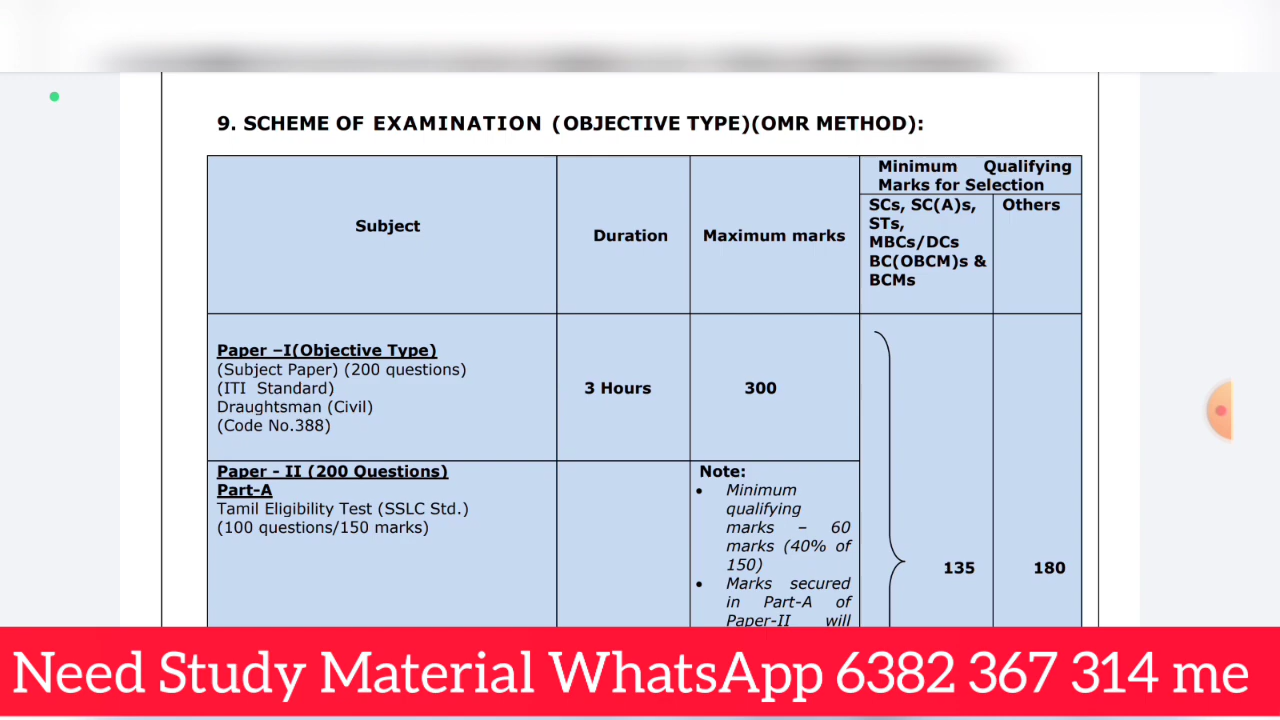 9. SCHEME OF EXAMINATION (OBJECTIVE TYPE)(OMR METHOD):
Subject
Duration
Maximum marks
Minimum Qualifying
Marks for Selection
SCs, SC(A)s,
STs,
MBCs/DCs
BC(OBCM)s &
BCMs
Others
Paper –I(Objective Type)
(Subject Paper) (200 questions)
(ITI Standard)
Draughtsman (Civil)
(Code No.388)
3 Hours
300
Paper - II (200 Questions)
Part-A
Tamil Eligibility Test (SSLC Std.)
(100 questions/150 marks)
Note:
• Minimum
qualifying
marks – 60
marks (40% of
150)
• Marks secured
in Part-A of
Paper-II will
135
180
Need Study Material WhatsApp 6382 367 314 me